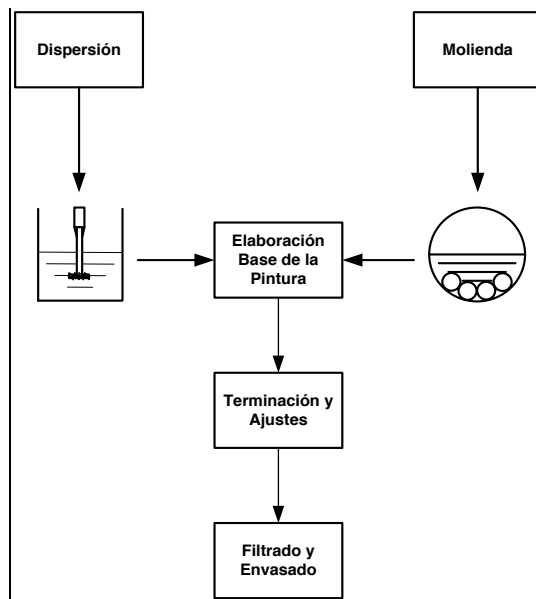 Dispersión
Molienda
Elaboración
Base de la
Pintura
Terminación y
Ajustes
Filtrado y
Envasado